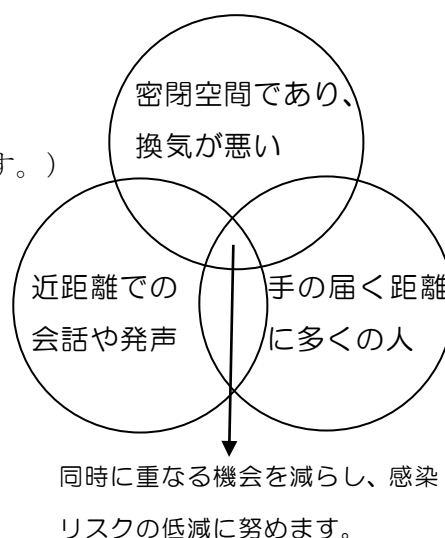 密閉空間であり、
換気が悪い
す。）
近距離での
会話や発声
手の届く距離
に多くの人
同時に重なる機会を減らし、感染
リスクの低減に努めます。